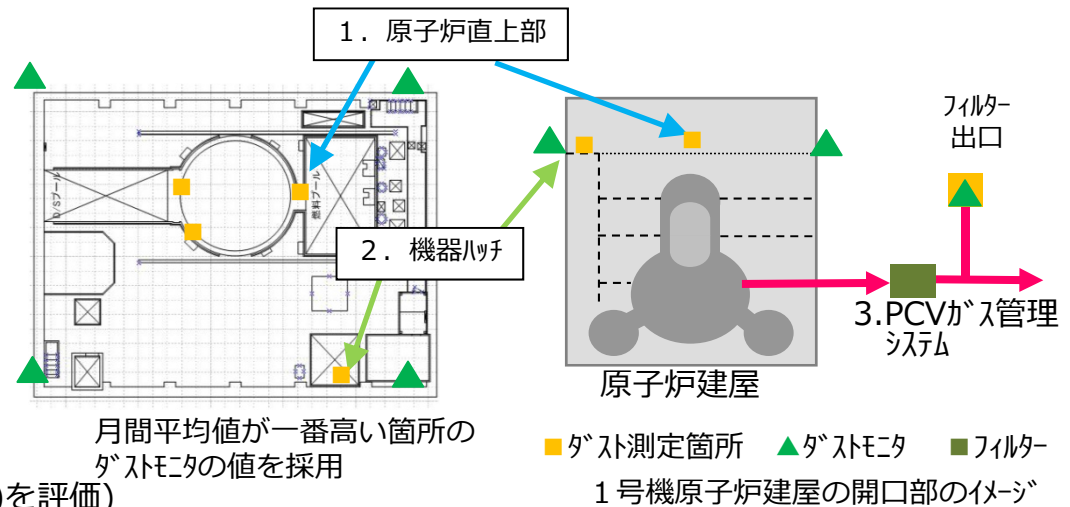 1．原子炉直上部
D/Sプール
燃料プール
2．機器ﾊｯﾁ
月間平均値が一番高い箇所の
ﾀﾞｽﾄﾓﾆﾀの値を採用
のを評価)
ﾌｨﾙﾀｰ
出口
3.PCVｶﾞｽ管理
ｼｽﾃﾑ
原子炉建屋
ﾀﾞｽﾄ測定箇所 ﾀﾞｽﾄﾓﾆﾀ ﾌｨﾙﾀｰ
１号機原子炉建屋の開口部のｲﾒｰｼﾞ